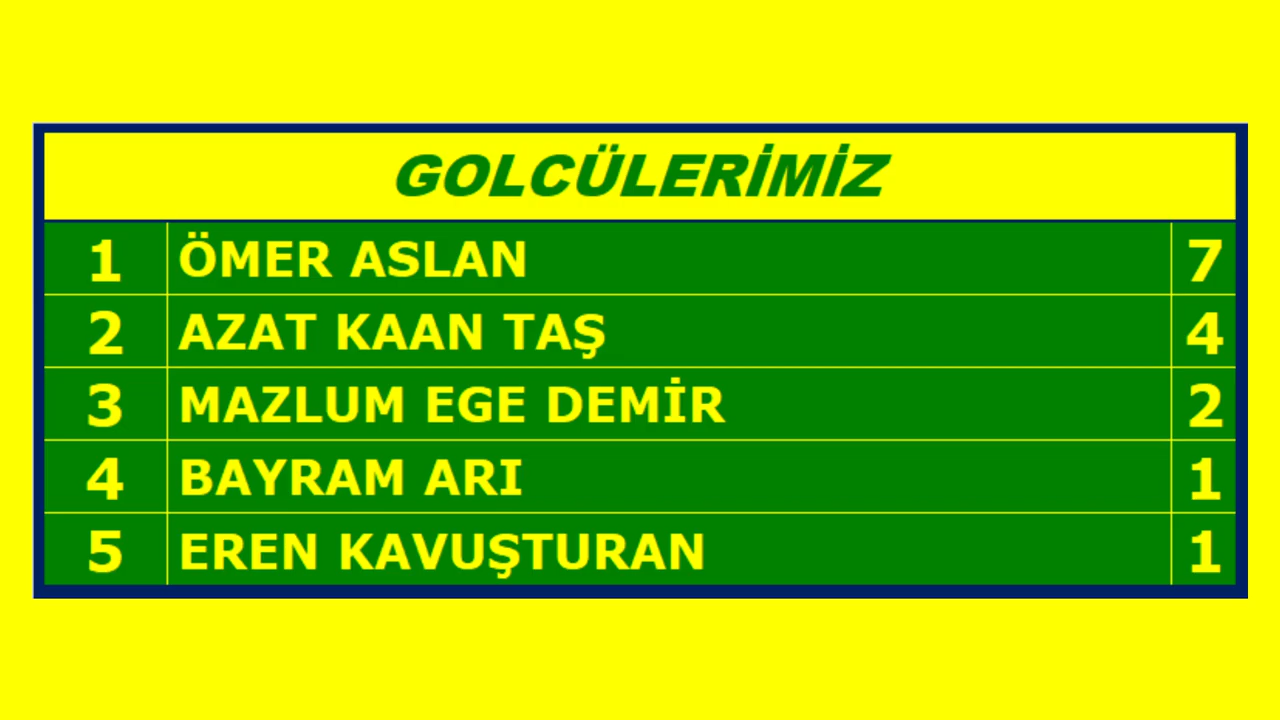 GOLCÜLERİMİZ
1 ÖMER ASLAN 7
2 AZAT KAAN TAŞ 4
3 MAZLUM EGE DEMİR 2
4 BAYRAM ARI 1
5 EREN KAVUŞTURAN 1